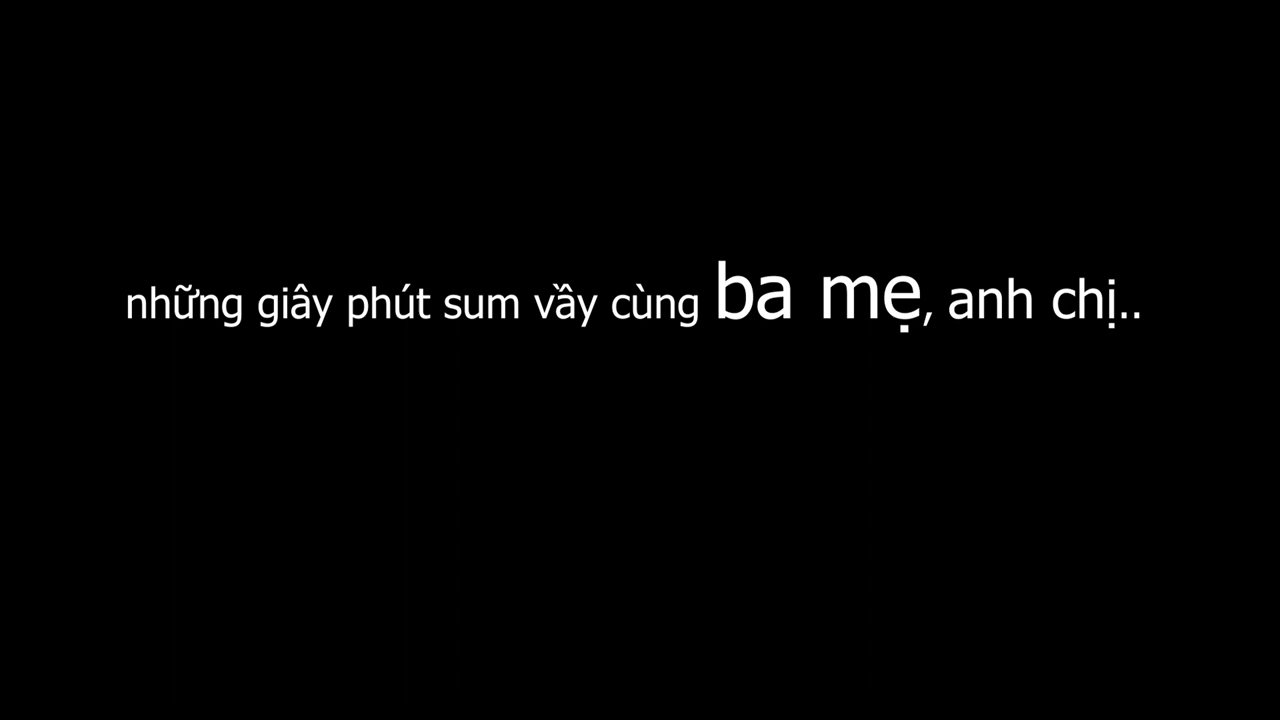 những giây phút sum vầy cùng ba mẹ, anh chị..